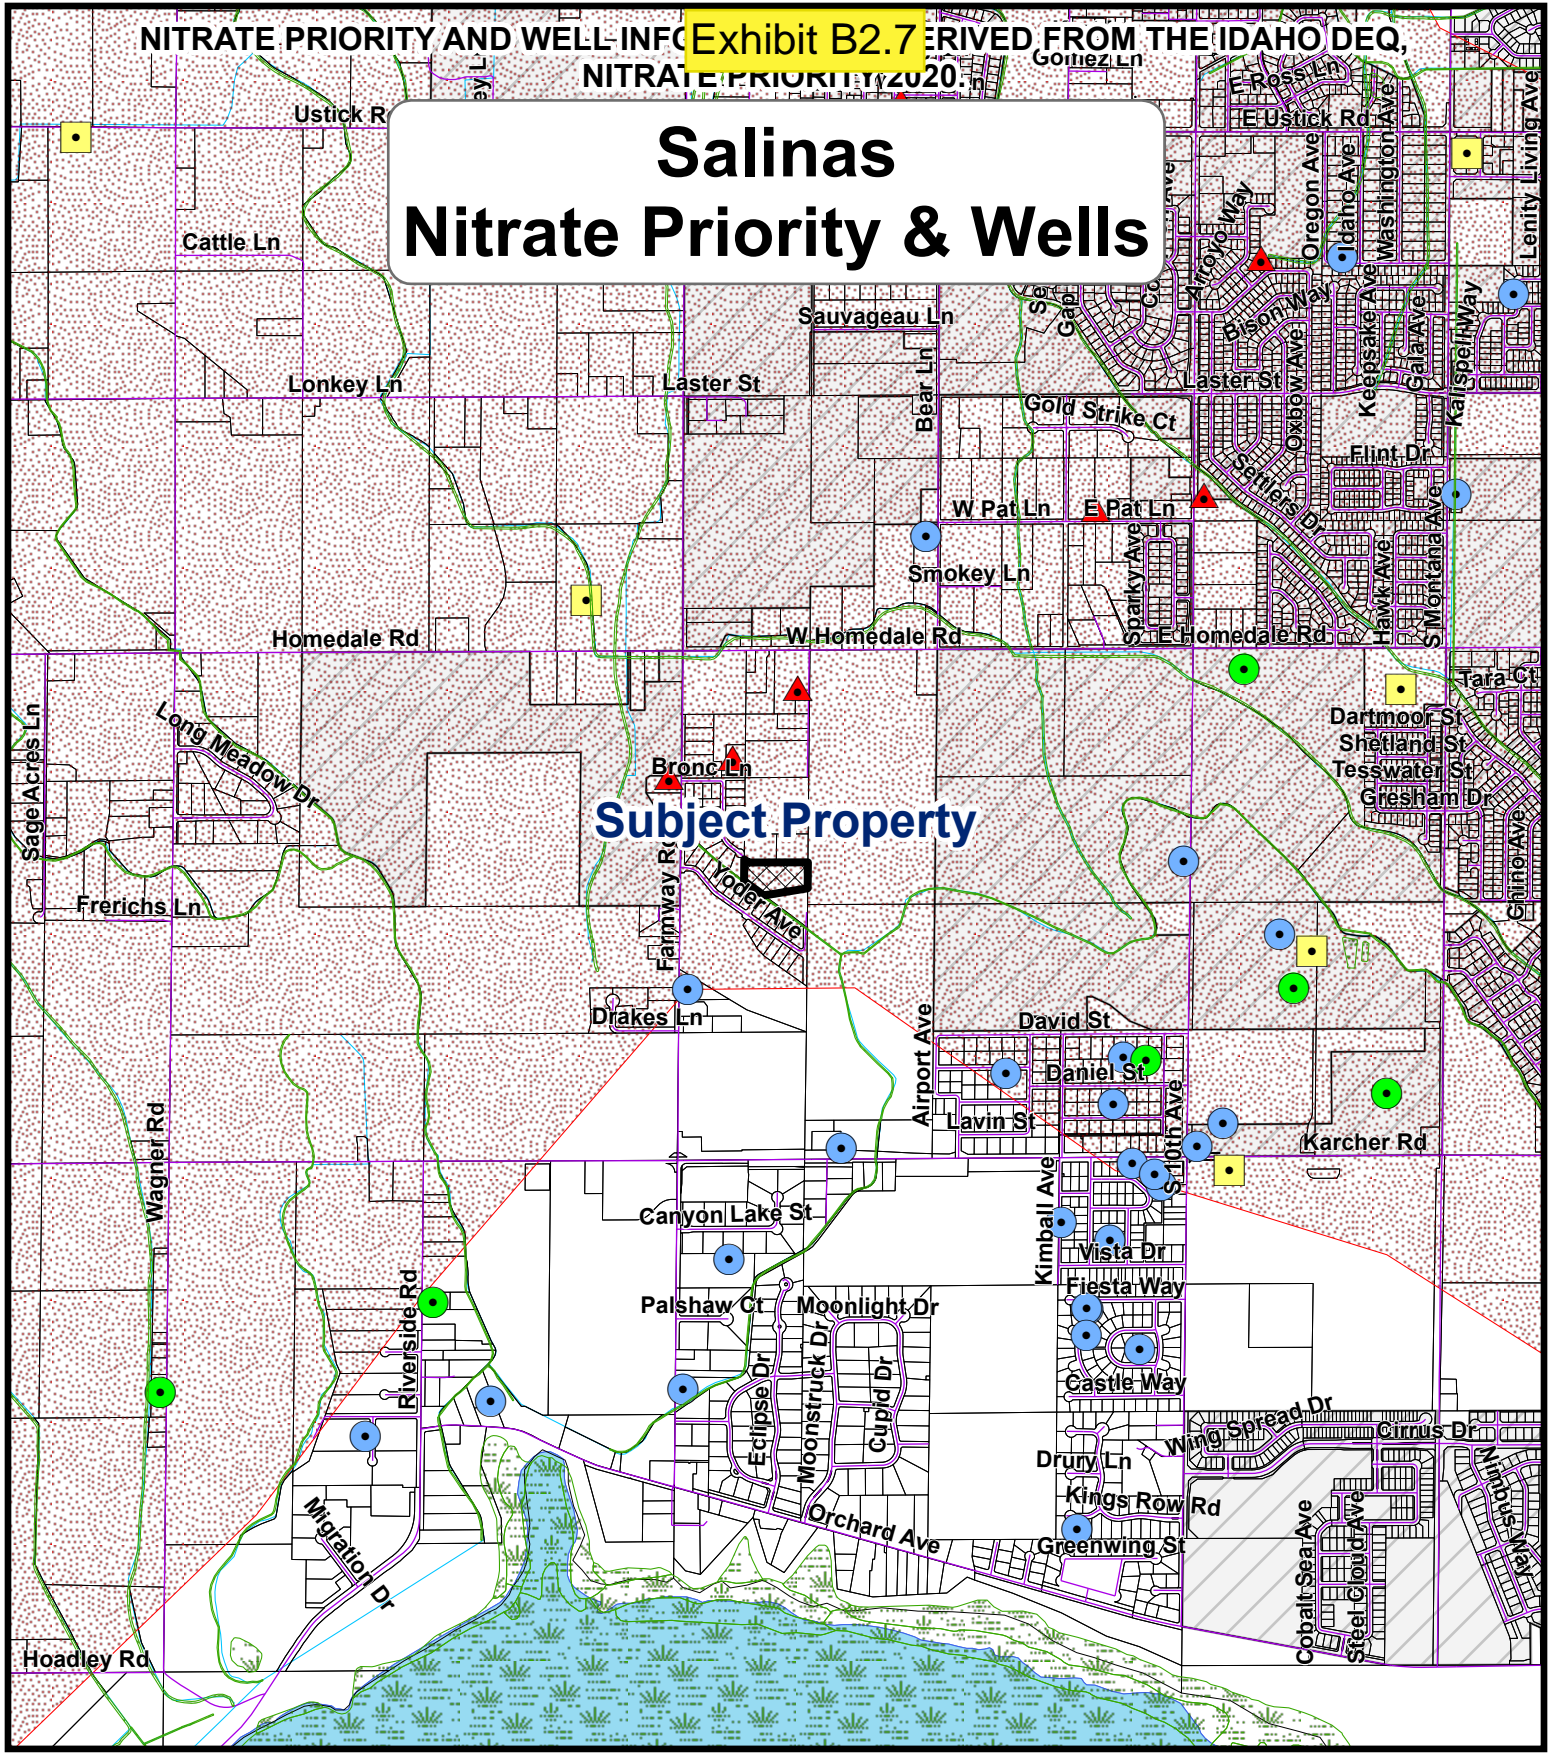 NITRATE PRIORITY AND WELL INFO
Exhibit B2.7
ERIVED FROM THE IDAHO DEQ,
NITRATE PRIORITY 2020.
Gomez Ln
E Ross Ln
Ustick R
E Ustick Rd
Salinas
Nitrate Priority & Wells
Oregon Ave
Idaho Ave
Washington Ave
Lenity Living Ave
Cattle Ln
Arroyo Way
Bison Way
Sauvageau Ln
Keepsake Ave
Gala Ave
Kalispell Way
Lonkey Ln
Laster St
Bear Ln
Laster St
Gold Strike Ct
Oxbow Ave
Flint Dr
Settlers Dr
W Pat Ln
E Pat Ln
Smokey Ln
Sparky Ave
Hawk Ave
S Montana Ave
Homedale Rd
W Homedale Rd
E Homedale Rd
Tara Ct
Sage Acres Ln
Long Meadow Dr
Dartmoor St
Shetland St
Bronc Ln
Tesswater St
Gresham Dr
Subject Property
Farmway Rd
Yoder Ave
Chino Ave
Frerichs Ln
Drakes Ln
Airport Ave
David St
Daniel St
Lavin St
S 10th Ave
Karcher Rd
Wagner Rd
Canyon Lake St
Kimball Ave
Vista Dr
Riverside Rd
Palshaw Ct
Moonlight Dr
Fiesta Way
Eclipse Dr
Moonstruck Dr
Cupid Dr
Castle Way
Wing Spread Dr
Cirrus Dr
Drury Ln
Kings Row Rd
Nimbus Way
Migration Dr
Orchard Ave
Greenwing St
Cobalt Sea Ave
Steel Cloud Ave
Hoadley Rd